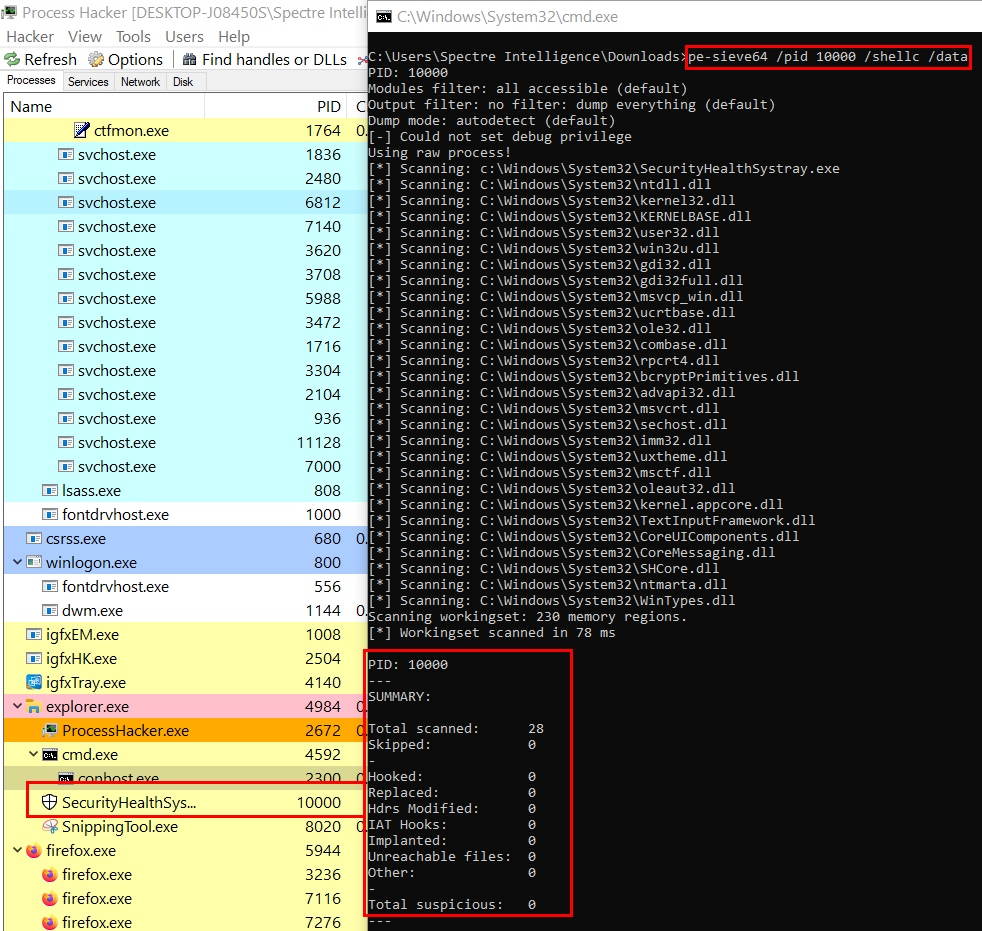 Process Hacker [DESKTOP-J08450S\Spectre Intelli
Hacker View Tools Users Help
Refresh Options Find handles or DLLs
Processes Services Network Disk
Name PID C
ctfmon.exe 1764 0.
svchost.exe 1836
svchost.exe 2480
svchost.exe 6812
svchost.exe 7140
svchost.exe 3620
svchost.exe 3708
svchost.exe 5988
svchost.exe 3472
svchost.exe 1716
svchost.exe 3304
svchost.exe 2104
svchost.exe 936
svchost.exe 11128
svchost.exe 7000
lsass.exe 808
fontdrvhost.exe 1000
csrss.exe 680 0.
winlogon.exe 800
fontdrvhost.exe 556
dwm.exe 1144 0.
igfxEM.exe 1008
igfxHK.exe 2504
igfxTray.exe 4140
explorer.exe 4984 0.
ProcessHacker.exe 2672 0.
cmd.exe 4592
conhost.exe 2300 0.
SecurityHealthSys... 10000
SnippingTool.exe 8020 0.
firefox.exe 5944
firefox.exe 3236
firefox.exe 7116
firefox.exe 7276
C:\Windows\System32\cmd.exe
C:\Users\Spectre Intelligence\Downloads>pe-sieve64 /pid 10000 /shellc /data
PID: 10000
Modules filter: all accessible (default)
Output filter: no filter: dump everything (default)
Dump mode: autodetect (default)
[-] Could not set debug privilege
Using raw process!
[*] Scanning: c:\Windows\System32\SecurityHealthSystray.exe
[*] Scanning: C:\Windows\System32\ntdll.dll
[*] Scanning: C:\Windows\System32\kernel32.dll
[*] Scanning: C:\Windows\System32\KERNELBASE.dll
[*] Scanning: C:\Windows\System32\user32.dll
[*] Scanning: C:\Windows\System32\win32u.dll
[*] Scanning: C:\Windows\System32\gdi32.dll
[*] Scanning: C:\Windows\System32\gdi32full.dll
[*] Scanning: C:\Windows\System32\msvcp_win.dll
[*] Scanning: C:\Windows\System32\ucrtbase.dll
[*] Scanning: C:\Windows\System32\ole32.dll
[*] Scanning: C:\Windows\System32\combase.dll
[*] Scanning: C:\Windows\System32\rpcrt4.dll
[*] Scanning: C:\Windows\System32\bcryptPrimitives.dll
[*] Scanning: C:\Windows\System32\advapi32.dll
[*] Scanning: C:\Windows\System32\msvcrt.dll
[*] Scanning: C:\Windows\System32\sechost.dll
[*] Scanning: C:\Windows\System32\imm32.dll
[*] Scanning: C:\Windows\System32\uxtheme.dll
[*] Scanning: C:\Windows\System32\msctf.dll
[*] Scanning: C:\Windows\System32\oleaut32.dll
[*] Scanning: C:\Windows\System32\kernel.appcore.dll
[*] Scanning: C:\Windows\System32\TextInputFramework.dll
[*] Scanning: C:\Windows\System32\CoreUIComponents.dll
[*] Scanning: C:\Windows\System32\CoreMessaging.dll
[*] Scanning: C:\Windows\System32\SHCore.dll
[*] Scanning: C:\Windows\System32\ntmarta.dll
[*] Scanning: C:\Windows\System32\WinTypes.dll
Scanning workingset: 230 memory regions.
[*] Workingset scanned in 78 ms
PID: 10000
---
SUMMARY:
Total scanned: 28
Skipped: 0
-
Hooked: 0
Replaced: 0
Hdrs Modified: 0
IAT Hooks: 0
Implanted: 0
Unreachable files: 0
Other: 0
-
Total suspicious: 0
---